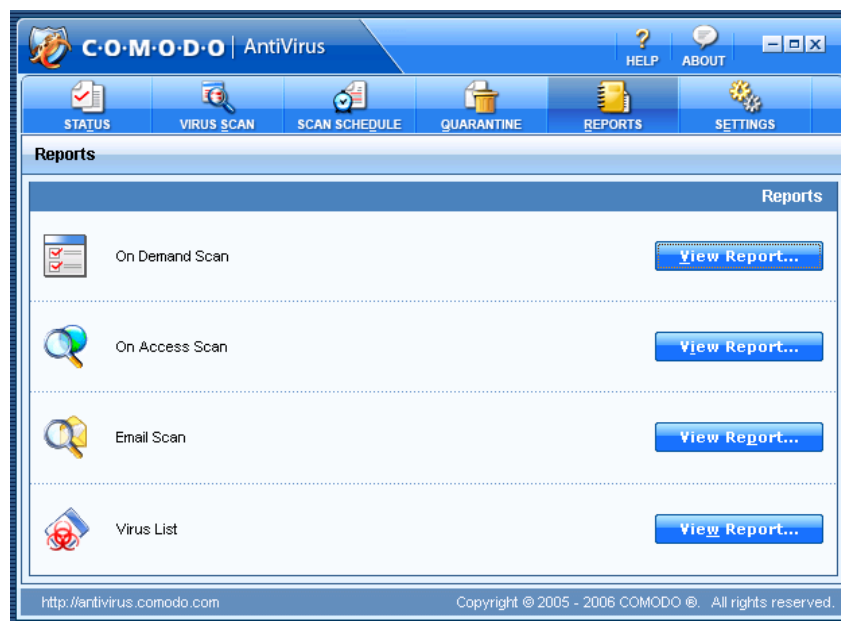 C·O·M·O·D·O | AntiVirus
HELP
ABOUT
STATUS
VIRUS SCAN
SCAN SCHEDULE
QUARANTINE
REPORTS
SETTINGS
Reports
Reports
On Demand Scan
View Report...
On Access Scan
View Report...
Email Scan
View Report...
Virus List
View Report...
http://antivirus.comodo.com
Copyright © 2005 - 2006 COMODO ®. All rights reserved.